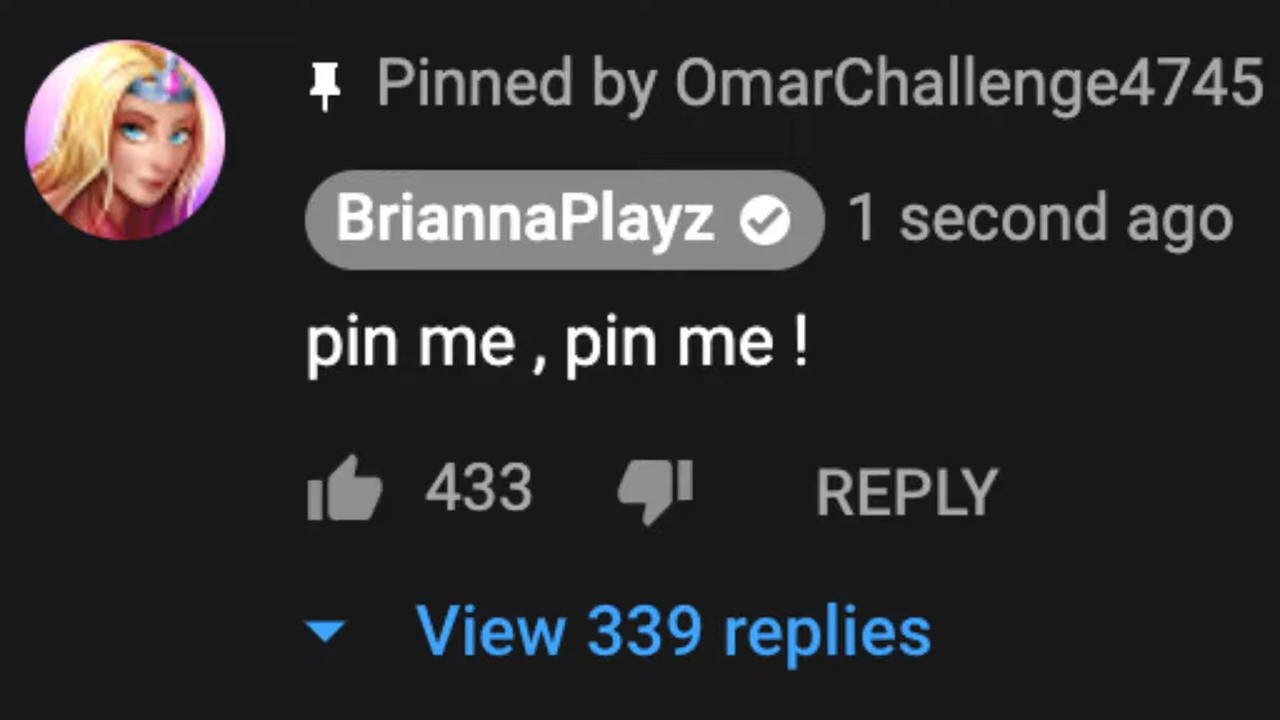 Pinned by OmarChallenge4745
BriannaPlayz 1 second ago
pin me , pin me !
433 REPLY
View 339 replies